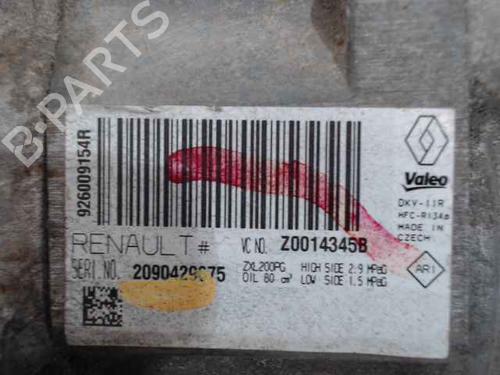 B-PARTS
926009154R
Valeo
DKV-11R
HFC-R134a
MADE IN
CZECH
RENAULT #
VC NO. Z0014345B
SERI.NO.
ZXL200PG HIGH SIDE 2.9 MPaG
OIL 80 cm³ LOW SIDE 1.5 MPaG
AR1